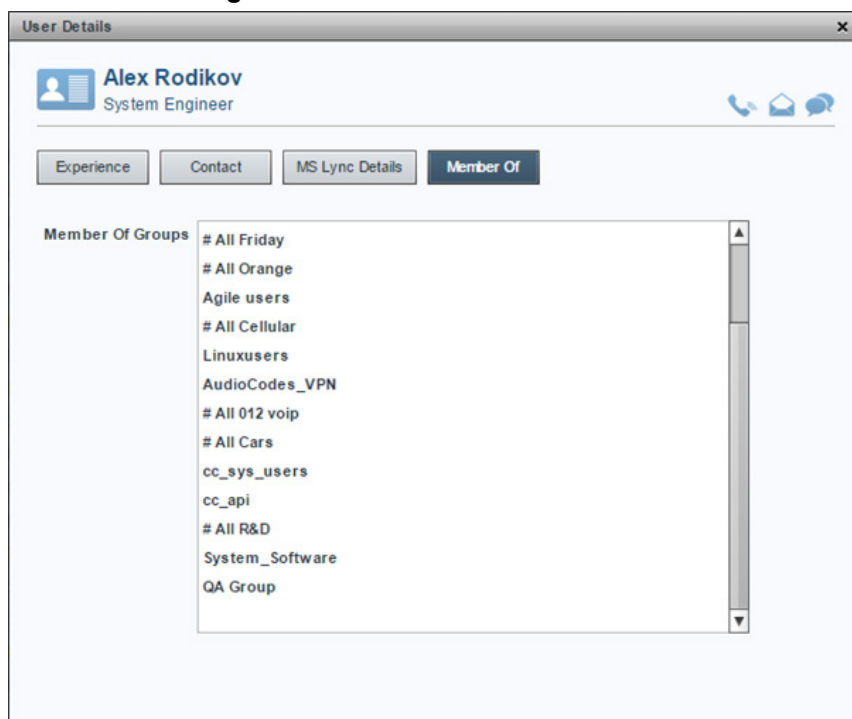 User Details
Alex Rodikov
System Engineer
Experience Contact MS Lync Details Member Of
Member Of Groups
# All Friday
# All Orange
Agile users
# All Cellular
Linuxusers
AudioCodes_VPN
# All 012 voip
# All Cars
cc_sys_users
cc_api
# All R&D
System_Software
QA Group